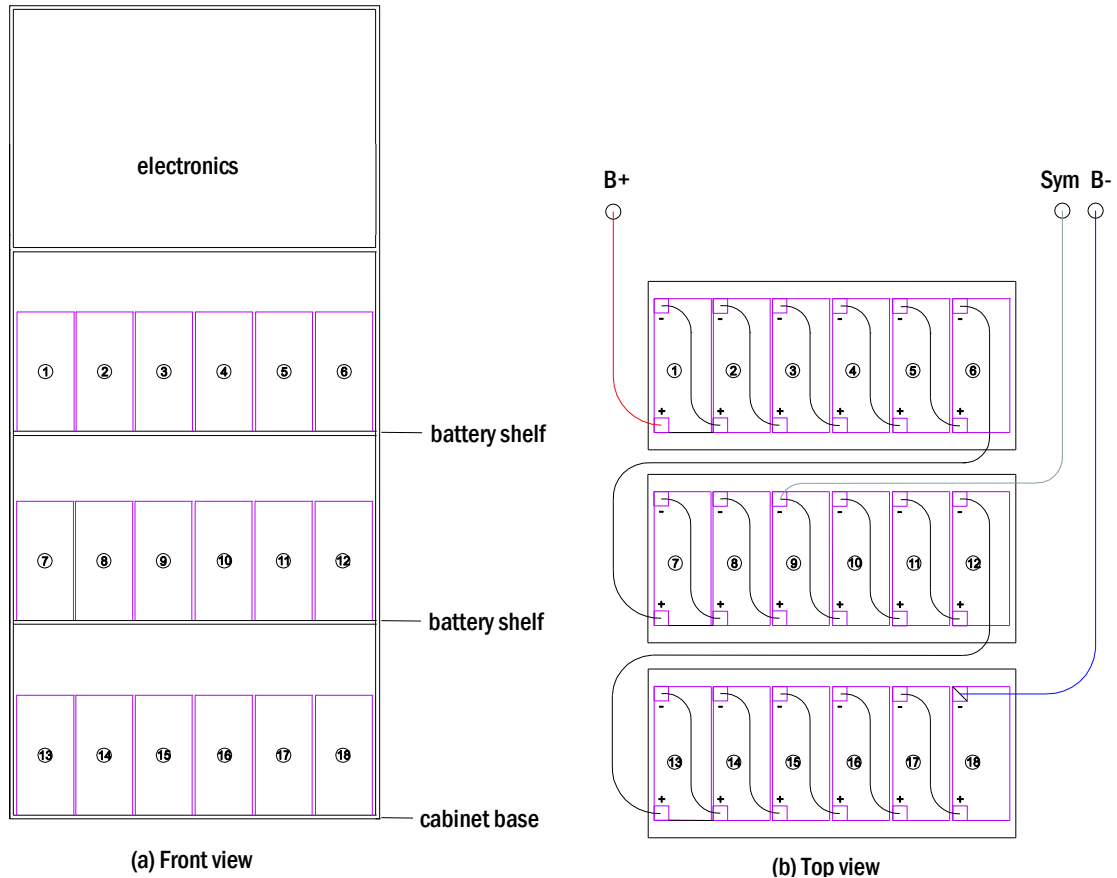 electronics
① ② ③ ④ ⑤ ⑥
battery shelf
⑦ ⑧ ⑨ ⑩ ⑪ ⑫
battery shelf
⑬ ⑭ ⑮ ⑯ ⑰ ⑱
cabinet base
(a) Front view
B+ Sym B-
- - - - - -
① ② ③ ④ ⑤ ⑥
+ + + + + +
- - - - - -
⑦ ⑧ ⑨ ⑩ ⑪ ⑫
+ + + + + +
- - - - - -
⑬ ⑭ ⑮ ⑯ ⑰ ⑱
+ + + + + +
(b) Top view